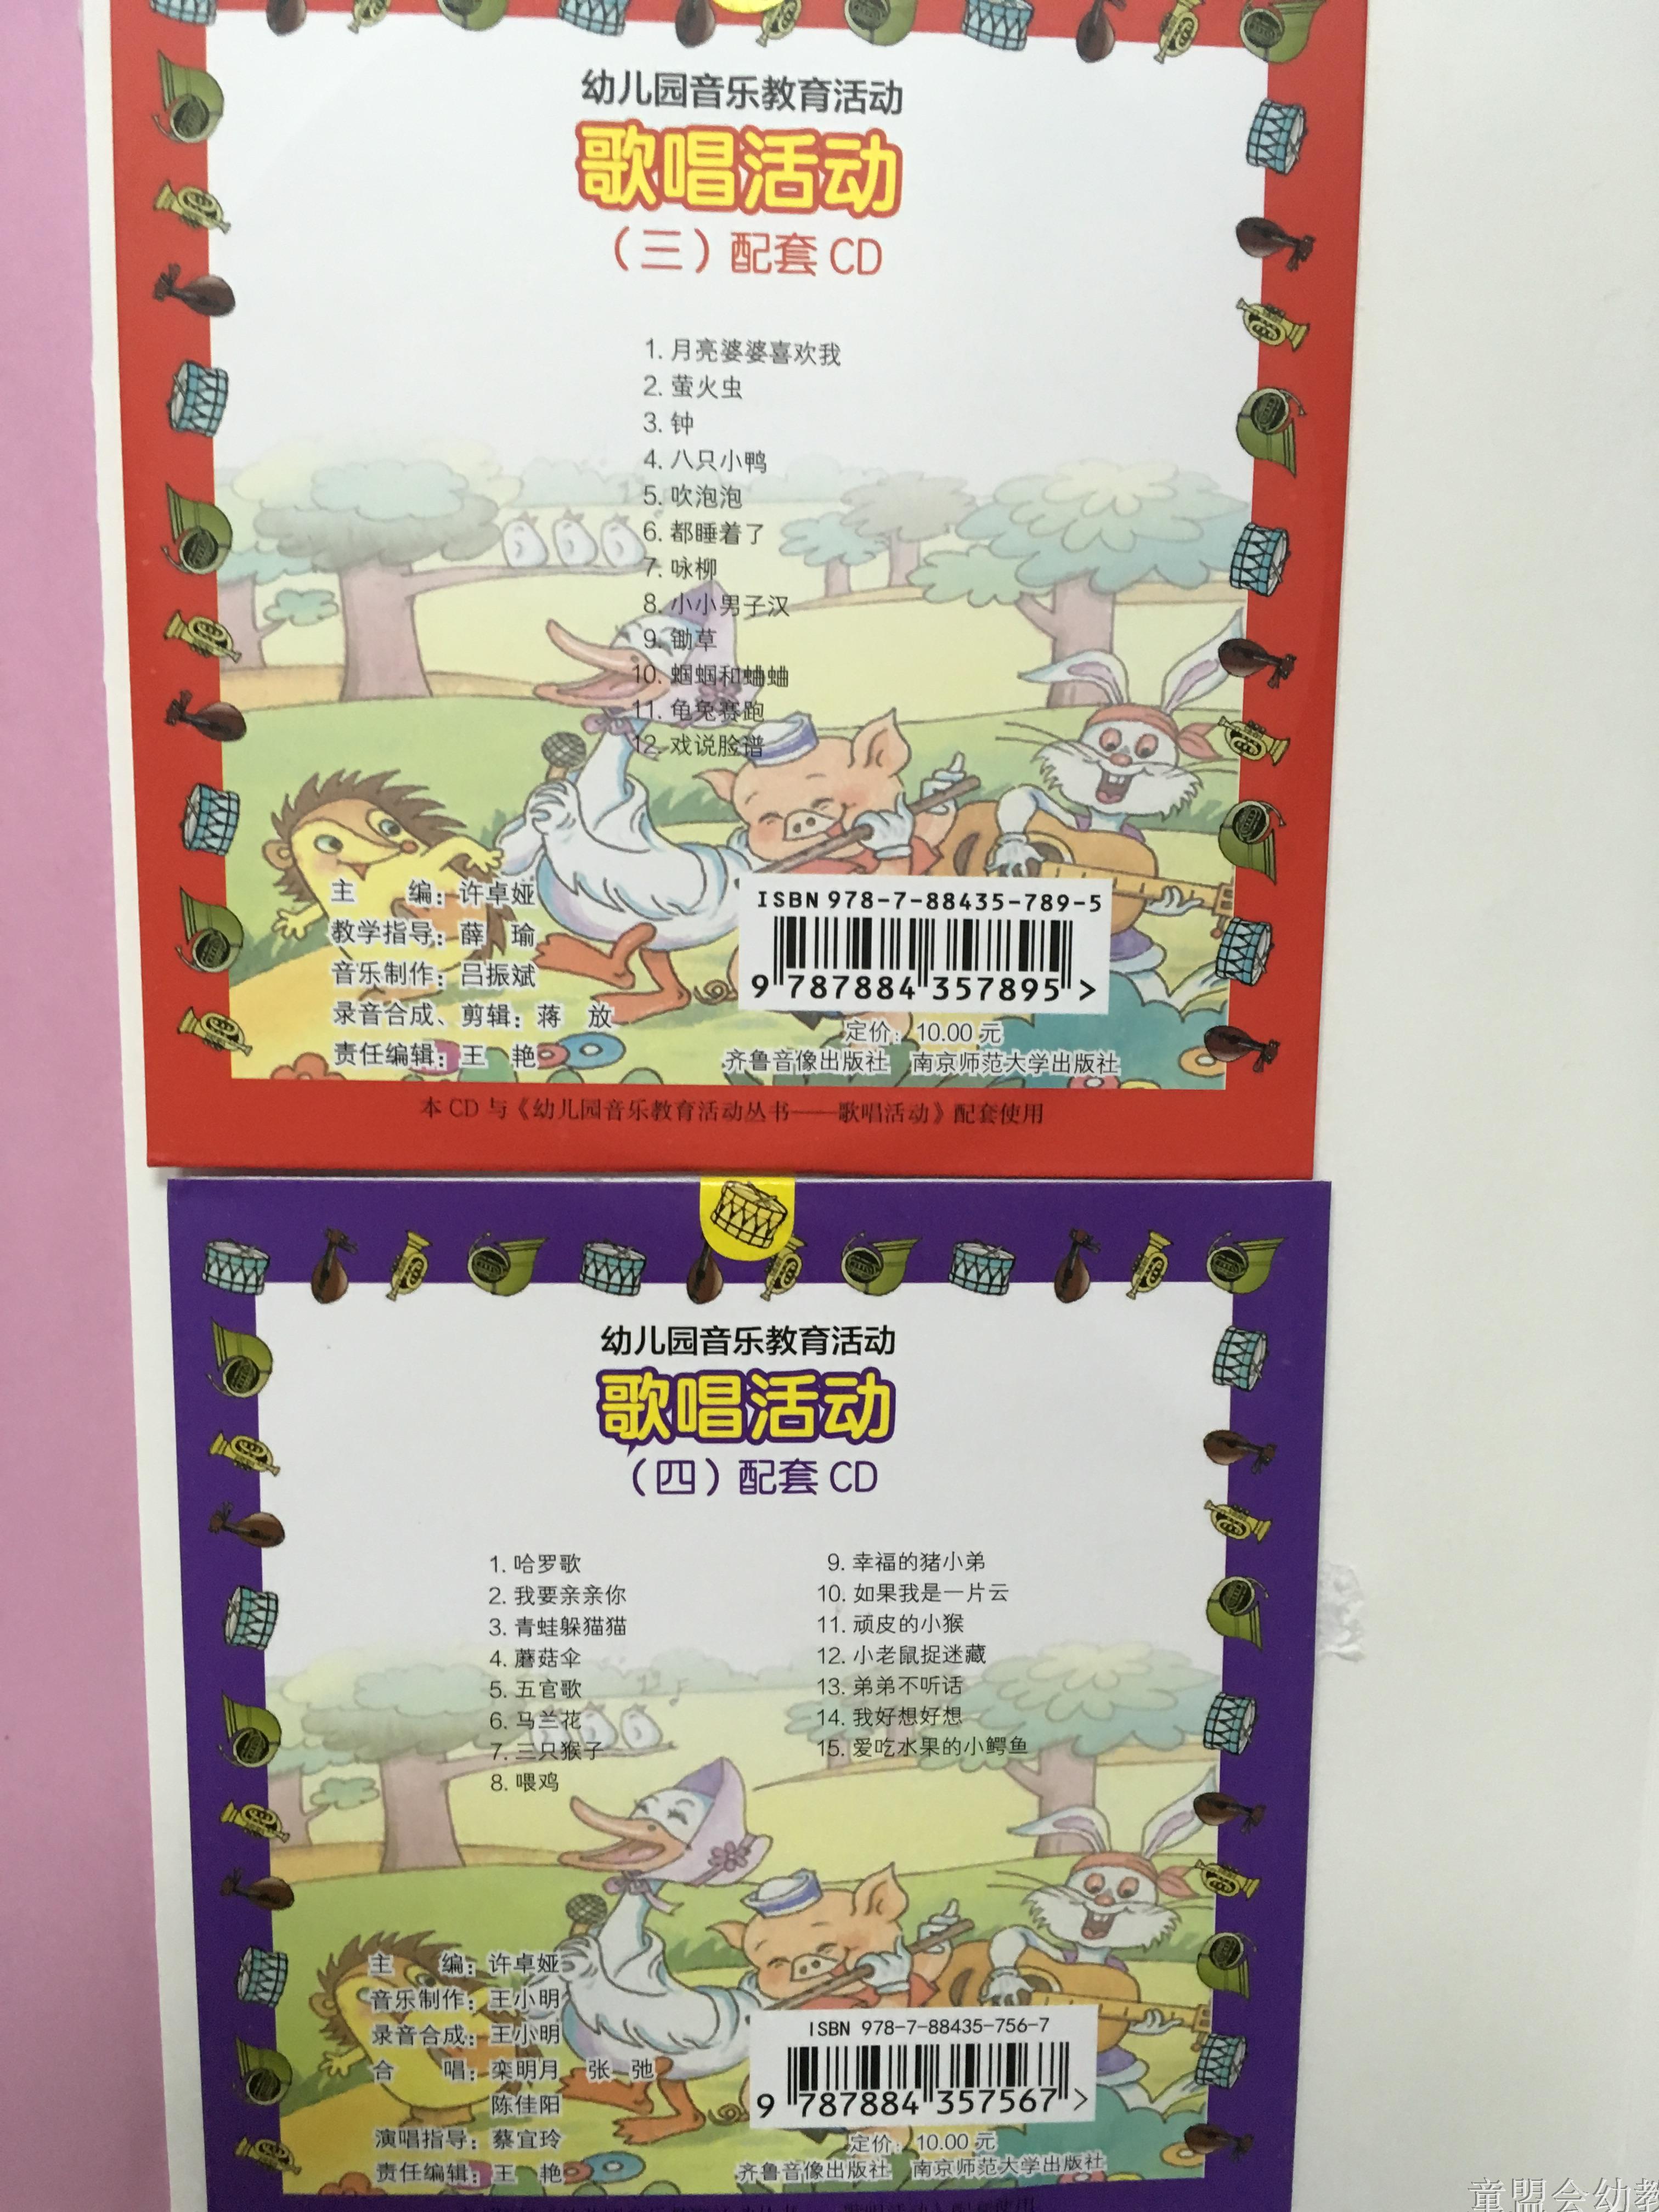 幼儿园音乐教育活动
歌唱活动
（三）配套 CD
1. 月亮婆婆喜欢我
2. 萤火虫
3. 钟
4. 八只小鸭
5. 吹泡泡
6. 都睡着了
7. 咏柳
8. 小小男子汉
9. 锄草
10. 蝈蝈和蛐蛐
11. 龟兔赛跑
12. 戏说脸谱
主 编：许卓娅
教学指导：薛 瑜
音乐制作：吕振斌
录音合成、剪辑：蒋 放
责任编辑：王 艳
ISBN 978-7-88435-789-5
9 787884 357895 >
定价：10.00 元
齐鲁音像出版社 南京师范大学出版社
本 CD 与《幼儿园音乐教育活动丛书——歌唱活动》配套使用
幼儿园音乐教育活动
歌唱活动
（四）配套 CD
1. 哈罗歌
2. 我要亲亲你
3. 青蛙躲猫猫
4. 蘑菇伞
5. 五官歌
6. 马兰花
7. 三只猴子
8. 喂鸡
9. 幸福的猪小弟
10. 如果我是一片云
11. 顽皮的小猴
12. 小老鼠捉迷藏
13. 弟弟不听话
14. 我好想好想
15. 爱吃水果的小鳄鱼
主 编：许卓娅
音乐制作：王小明
录音合成：王小明
合 唱：栾明月 张 弛
陈佳阳
演唱指导：蔡宜玲
责任编辑：王 艳
ISBN 978-7-88435-756-7
9 787884 357567 >
定价：10.00 元
齐鲁音像出版社 南京师范大学出版社
童盟会幼教